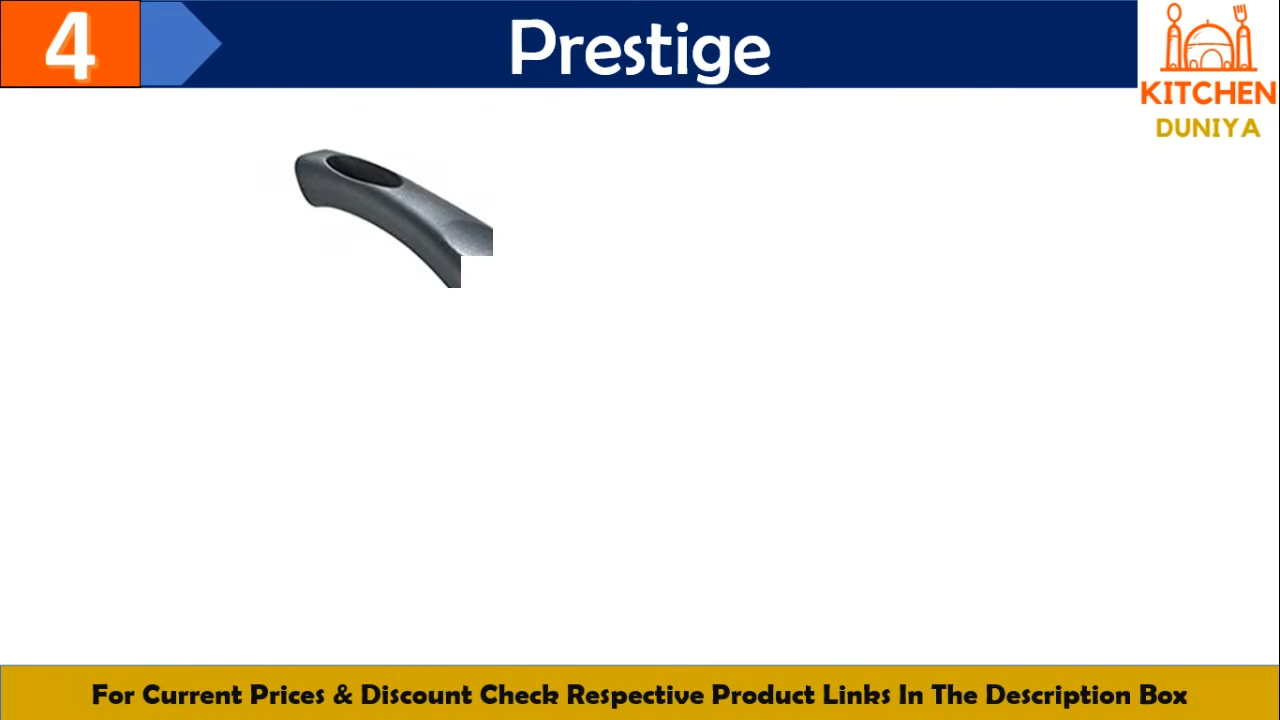 4
Prestige
KITCHEN
DUNIYA
For Current Prices & Discount Check Respective Product Links In The Description Box